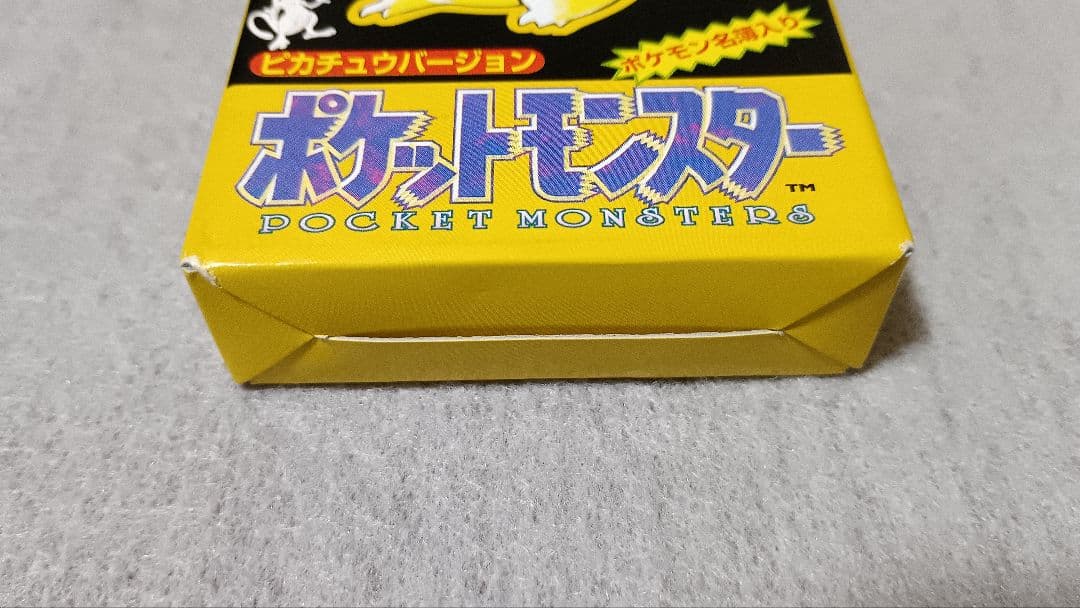 ピカチュウバージョン
ポケモン名簿入り
ポケットモンスター
TM
POCKET MONSTERS